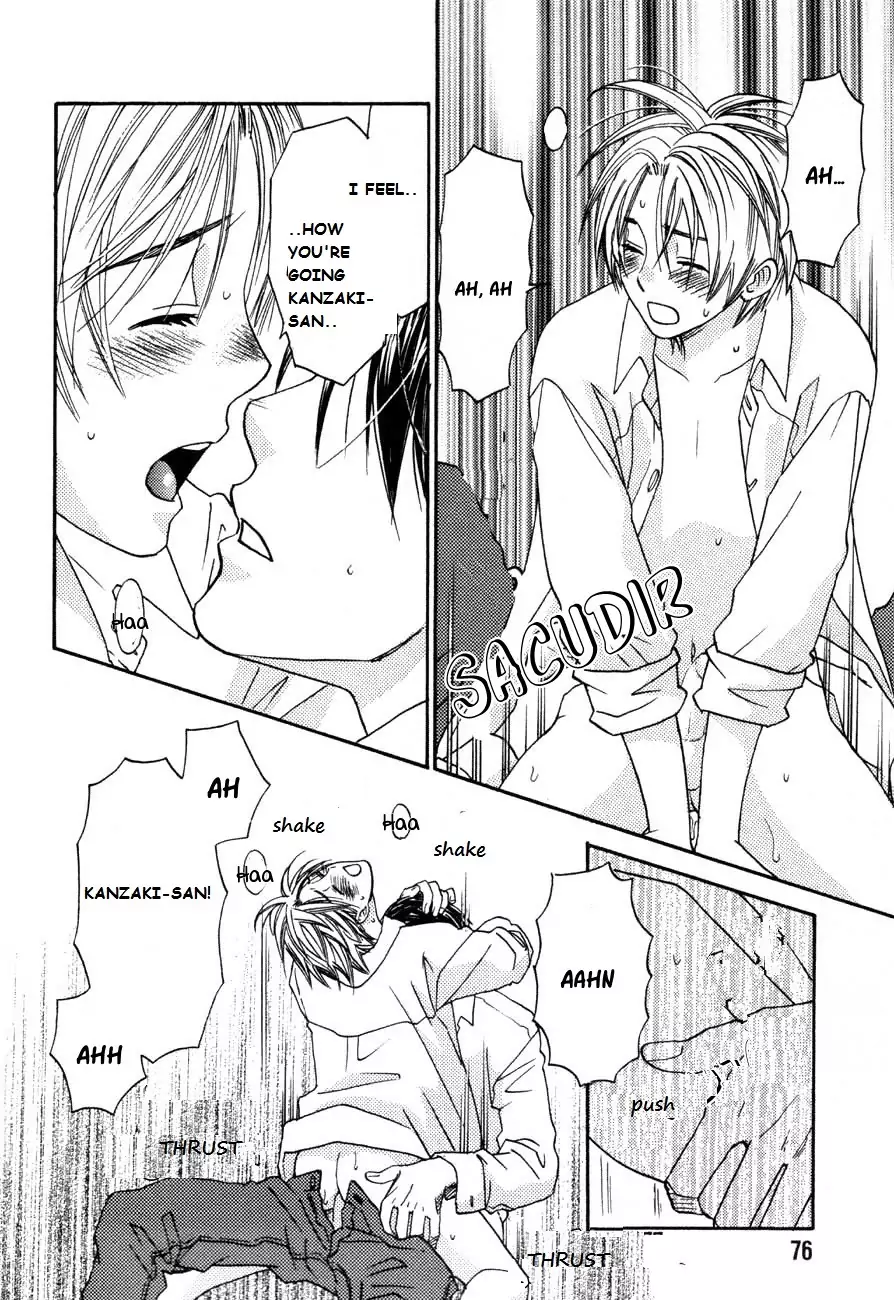 AH...
AH, AH
SACUDIR
I FEEL..
..HOW
YOU'RE
GOING
KANZAKI-
SAN..
Haa
AH
KANZAKI-SAN!
AHH
shake
Haa
shake
Haa
AAHN
push
THRUST
THRUST
76